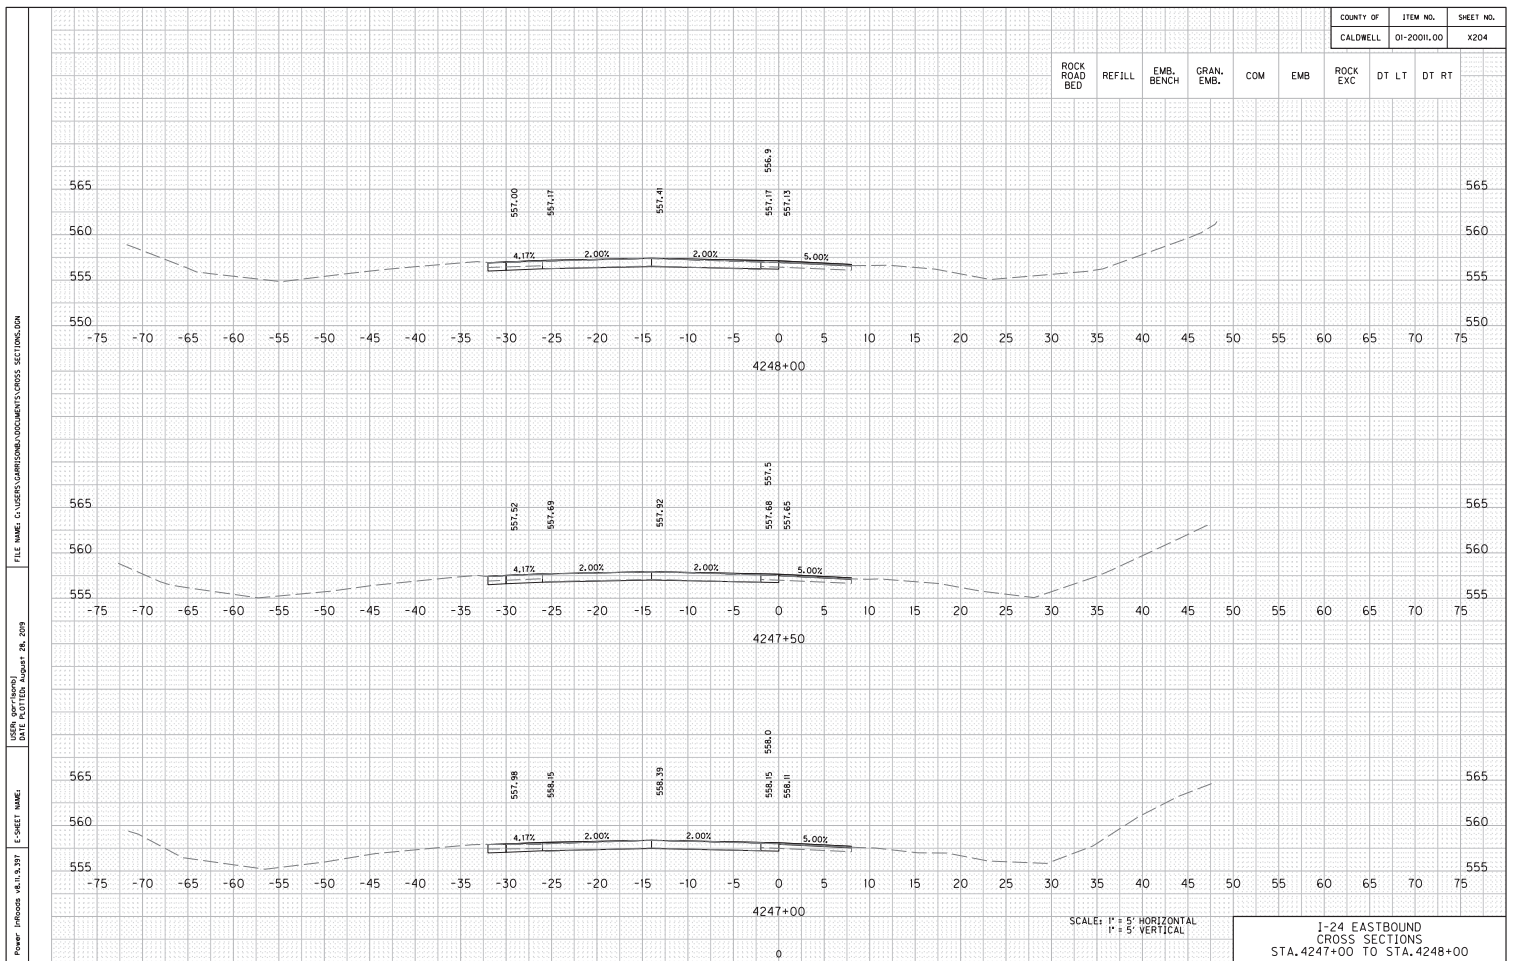 COUNTY OF ITEM NO. SHEET NO.
CALDWELL 01-20011.00 X204
ROCK ROAD BED REFILL EMB. BENCH GRAN. EMB. COM EMB ROCK EXC DT LT DT RT
556.9
557.00 557.17 557.41 557.17 557.13
565 565
560 560
4.17% 2.00% 2.00% 5.00%
555 555
550 550
-75 -70 -65 -60 -55 -50 -45 -40 -35 -30 -25 -20 -15 -10 -5 0 5 10 15 20 25 30 35 40 45 50 55 60 65 70 75
4248+00
557.5
557.52 557.69 557.92 557.68 557.65
565 565
560 560
4.17% 2.00% 2.00% 5.00%
555 555
-75 -70 -65 -60 -55 -50 -45 -40 -35 -30 -25 -20 -15 -10 -5 0 5 10 15 20 25 30 35 40 45 50 55 60 65 70 75
4247+50
558.0
557.98 558.15 558.39 558.15 558.11
565 565
560 560
4.17% 2.00% 2.00% 5.00%
555 555
-75 -70 -65 -60 -55 -50 -45 -40 -35 -30 -25 -20 -15 -10 -5 0 5 10 15 20 25 30 35 40 45 50 55 60 65 70 75
4247+00
0
SCALE: 1" = 5' HORIZONTAL
1" = 5' VERTICAL
I-24 EASTBOUND
CROSS SECTIONS
STA.4247+00 TO STA.4248+00
FILE NAME: C:\USERS\GARRISONBJ\DOCUMENTS\CROSS SECTIONS.DGN
USER: garrisonbj
DATE PLOTTED: August 28, 2019
E-SHEET NAME:
Power InRoads v8.11.9.397